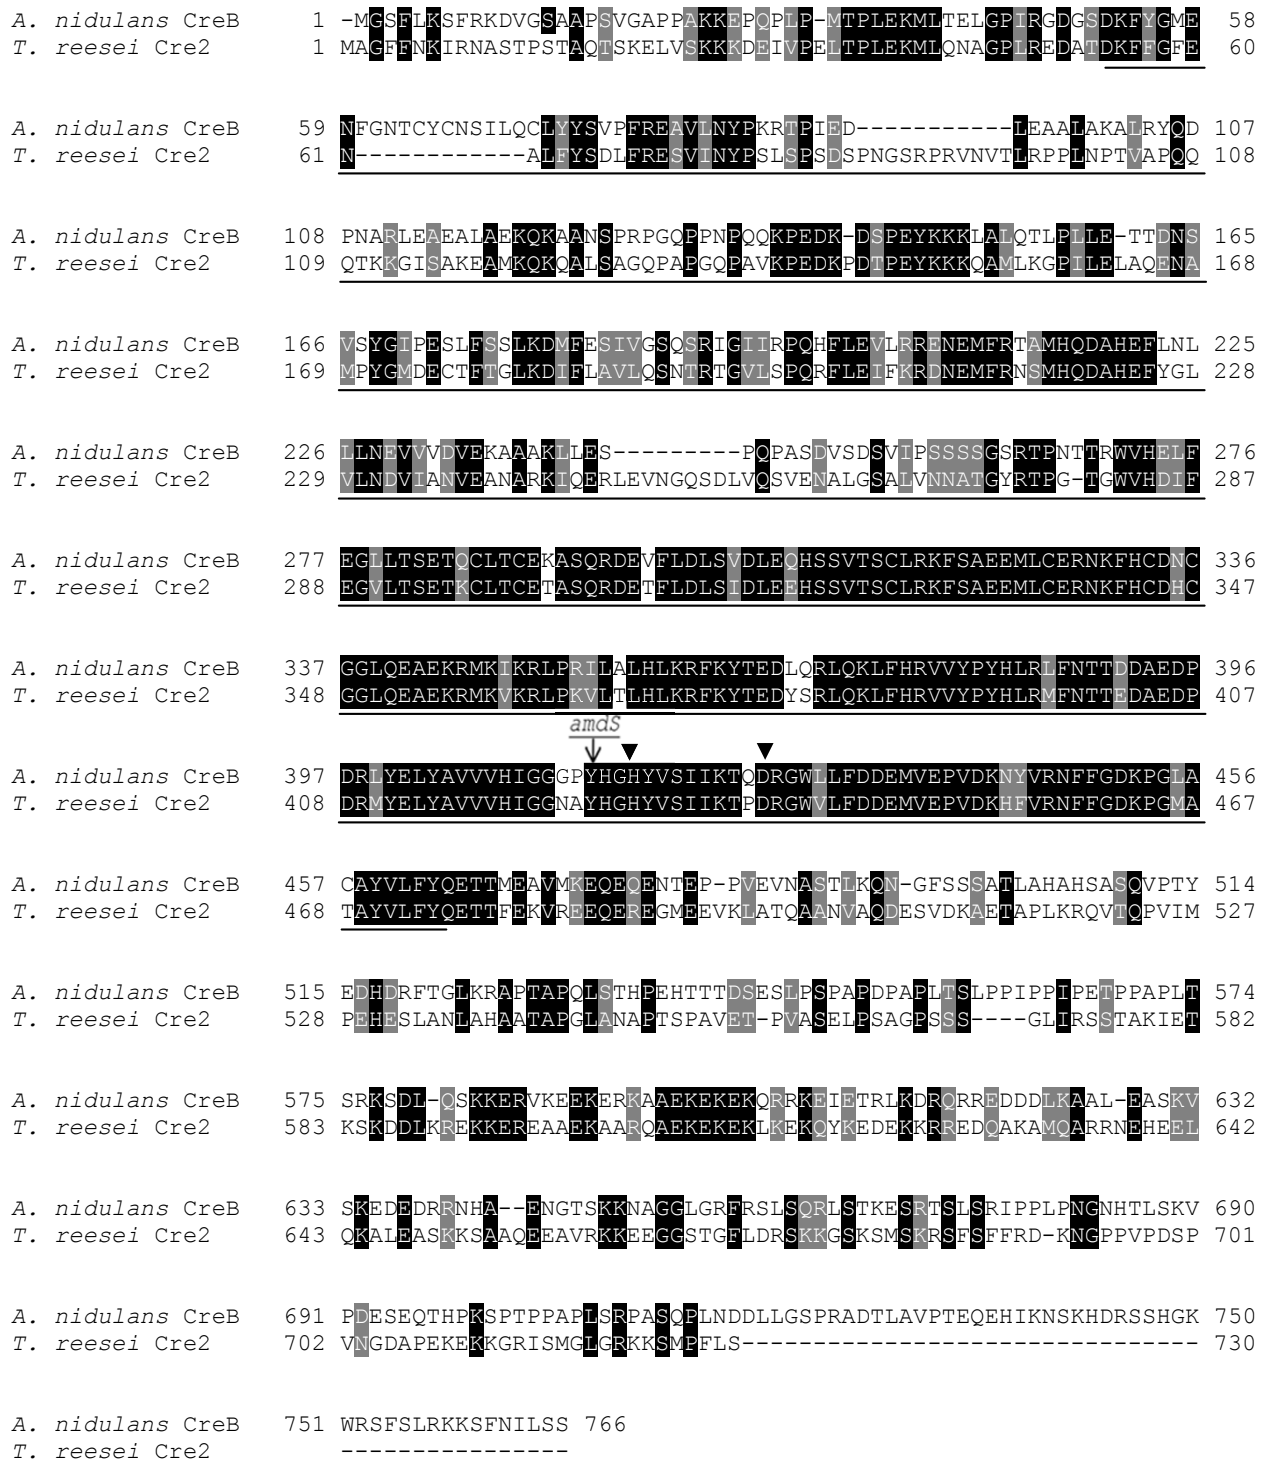 A. nidulans CreB 1 -MGSFLKSFRKDVGSAAPSVGAPPAKKEPQPLP-MTPLEKMLTELGPIRGDGSDKFYGME 58
T. reesei Cre2 1 MAGFFNKIRNASTPSTAQTSKELVSKKKDEIVPELTPLEKMLQNAGPLREDATDKFFGFE 60
A. nidulans CreB 59 NFGNTCYCNSILQCLYYSVPFREAVLNYPKRTPIED-----------LEAALAKALRYQD 107
T. reesei Cre2 61 N------------ALFYSDLFRESVINYPSLSPSDSPNGSRPRVNVTLRPPLNPTVAPQQ 108
A. nidulans CreB 108 PNARLEAEALAEKQKAANSPRPGQPPNPQQKPEDK-DSPEYKKKLALQTLPLLE-TTDNS 165
T. reesei Cre2 109 QTKKGISAKEAMKQKQALSAGQPAPGQPAVKPEDKPDTPEYKKKQAMLKGPILELAQENA 168
A. nidulans CreB 166 VSYGIPESLFSSLKDMFESIVGSQSRIGIIRPQHFLEVLRRENEMFRTAMHQDAHEFLNL 225
T. reesei Cre2 169 MPYGMDECTFTGLKDIFLAVLQSNTRTGVLSPQRFLEIFKRDNEMFRNSMHQDAHEFYGL 228
A. nidulans CreB 226 LLNEVVVDVEKAAAKLLES---------PQPASDVSDSVIPSSSSGSRTPNTTRWVHELF 276
T. reesei Cre2 229 VLNDVIANVEANARKIQERLEVNGQSDLVQSVENALGSALVNNATGYRTPG-TGWVHDIF 287
A. nidulans CreB 277 EGLLTSETQCLTCEKASQRDEVFLDLSVDLEQHSSVTSCLRKFSAEEMLCERNKFHCDNC 336
T. reesei Cre2 288 EGVLTSETKCLTCETASQRDETFLDLSIDLEEHSSVTSCLRKFSAEEMLCERNKFHCDHC 347
A. nidulans CreB 337 GGLQEAEKRMKIKRLPRILALHLKRFKYTEDLQRLQKLFHRVVYPYHLRLFNTTDDAEDP 396
T. reesei Cre2 348 GGLQEAEKRMKVKRLPKVLTLHLKRFKYTEDYSRLQKLFHRVVYPYHLRMFNTTEDAEDP 407
amdS
A. nidulans CreB 397 DRLYELYAVVVHIGGGPYHGHYVSIIKTQDRGWLLFDDEMVEPVDKNYVRNFFGDKPGLA 456
T. reesei Cre2 408 DRMYELYAVVVHIGGNAYHGHYVSIIKTPDRGWVLFDDEMVEPVDKHFVRNFFGDKPGMA 467
A. nidulans CreB 457 CAYVLFYQETTMEAVMKEQEQENTEP-PVEVNASTLKQN-GFSSSATLAHAHSASQVPTY 514
T. reesei Cre2 468 TAYVLFYQETTFEKVREEQEREGMEEVKLATQAANVAQDESVDKAETAPLKRQVTQPVIM 527
A. nidulans CreB 515 EDHDRFTGLKRAPTAPQLSTHPEHTTTDSESLPSPAPDPAPLTSLPPIPPIPETPPAPLT 574
T. reesei Cre2 528 PEHESLANLAHAATAPGLANAPTSPAVET-PVASELPSAGPSSS----GLIRSSTAKIET 582
A. nidulans CreB 575 SRKSDL-QSKKERVKEEKERKAAEKEKEKQRRKEIETRLKDRQRREDDDLKAAL-EASKV 632
T. reesei Cre2 583 KSKDDLKREKKEREAAEKAARQAEKEKEKLKEKQYKEDEKKRREDQAKAMQARRNEHEEL 642
A. nidulans CreB 633 SKEDEDRRNHA--ENGTSKKNAGGLGRFRSLSQRLSTKESRTSLSRIPPLPNGNHTLSKV 690
T. reesei Cre2 643 QKALEASKKSAAQEEAVRKKEEGGSTGFLDRSKKGSKSMSKRSFSFFRD-KNGPPVPDSP 701
A. nidulans CreB 691 PDESEQTHPKSPTPPAPLSRPASQPLNDDLLGSPRADTLAVPTEQEHIKNSKHDRSSHGK 750
T. reesei Cre2 702 VNGDAPEKEKKGRISMGLGRKKSMPFLS-------------------------------- 730
A. nidulans CreB 751 WRSFSLRKKSFNILSS 766
T. reesei Cre2 ----------------